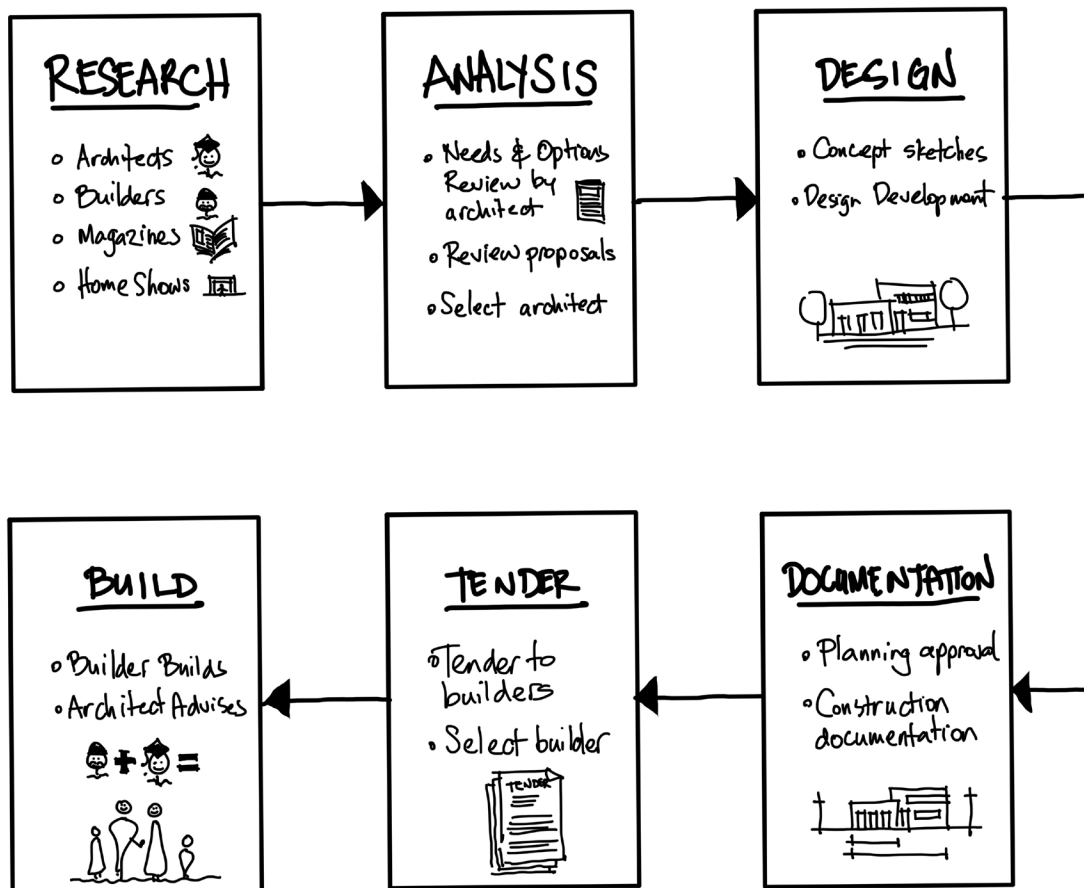 RESEARCH
Architects
Builders
Magazines
Home Shows
ANALYSIS
Needs & Options
Review by
architect
Review proposals
Select architect
DESIGN
Concept sketches
Design Development
DOCUMENTATION
Planning approval
Construction
documentation
TENDER
Tender to
builders
Select builder
TENDER
BUILD
Builder Builds
Architect Advises
+ =